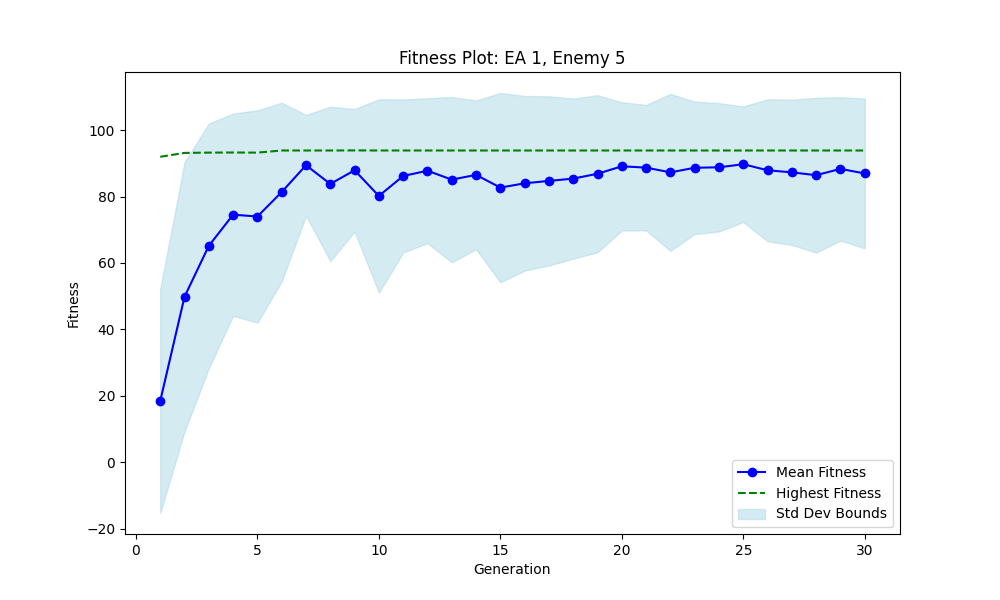 Fitness Plot: EA 1, Enemy 5
100
80
60
40
20
0
−20
Fitness
0 5 10 15 20 25 30
Generation
Mean Fitness
Highest Fitness
Std Dev Bounds